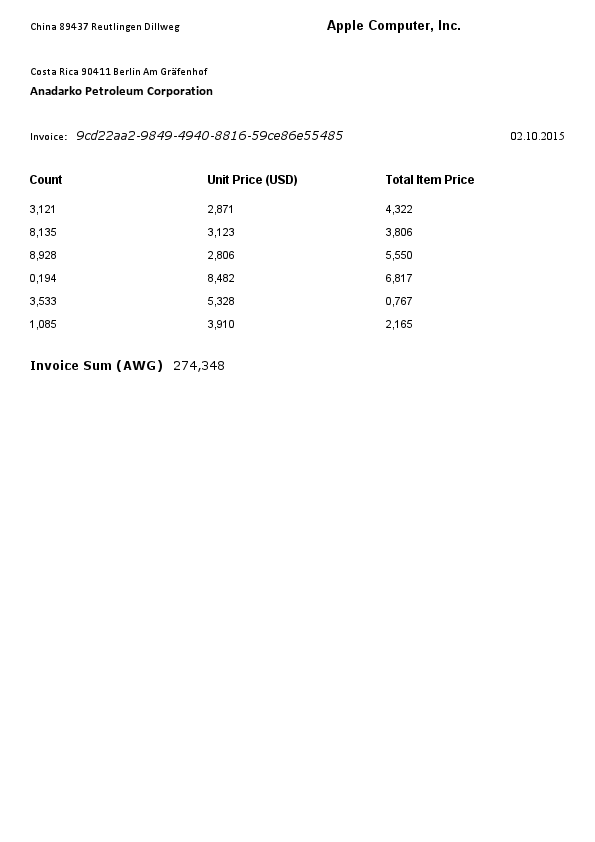 China 89437 Reutlingen Dillweg Apple Computer, Inc.
Costa Rica 90411 Berlin Am Gräfenhof
Anadarko Petroleum Corporation
Invoice: 9cd22aa2-9849-4940-8816-59ce86e55485 02.10.2015
Count Unit Price (USD) Total Item Price
3,121 2,871 4,322
8,135 3,123 3,806
8,928 2,806 5,550
0,194 8,482 6,817
3,533 5,328 0,767
1,085 3,910 2,165
Invoice Sum (AWG) 274,348